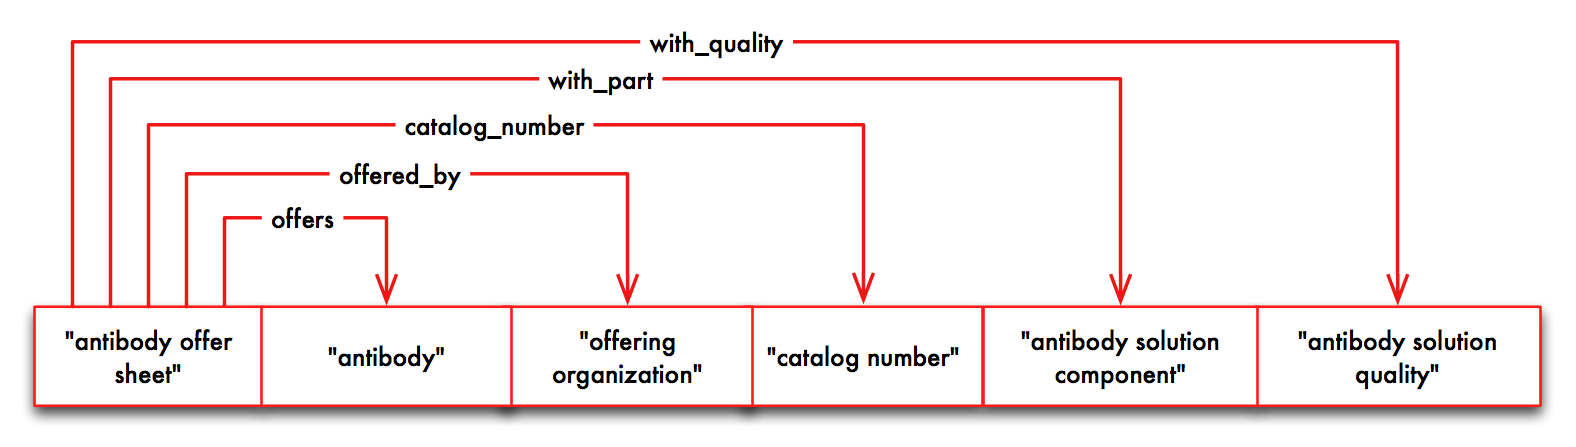 with_quality
with_part
catalog_number
offered_by
offers
"antibody offer
sheet"
"antibody"
"offering
organization"
"catalog number"
"antibody solution
component"
"antibody solution
quality"